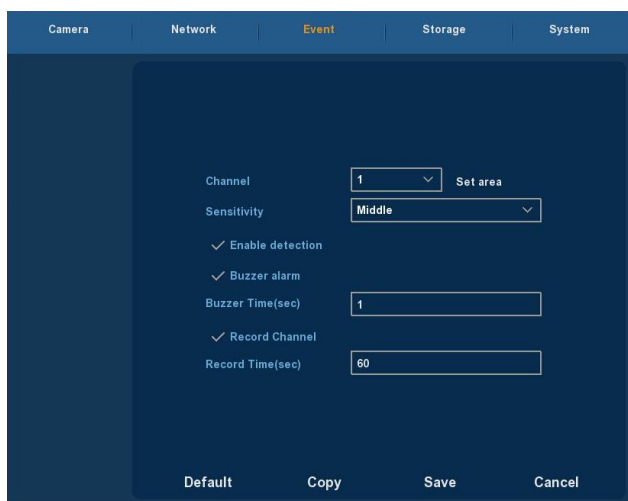 Camera Network Event Storage System
Channel 1 Set area
Sensitivity Middle
Enable detection
Buzzer alarm
Buzzer Time(sec) 1
Record Channel
Record Time(sec) 60
Default Copy Save Cancel